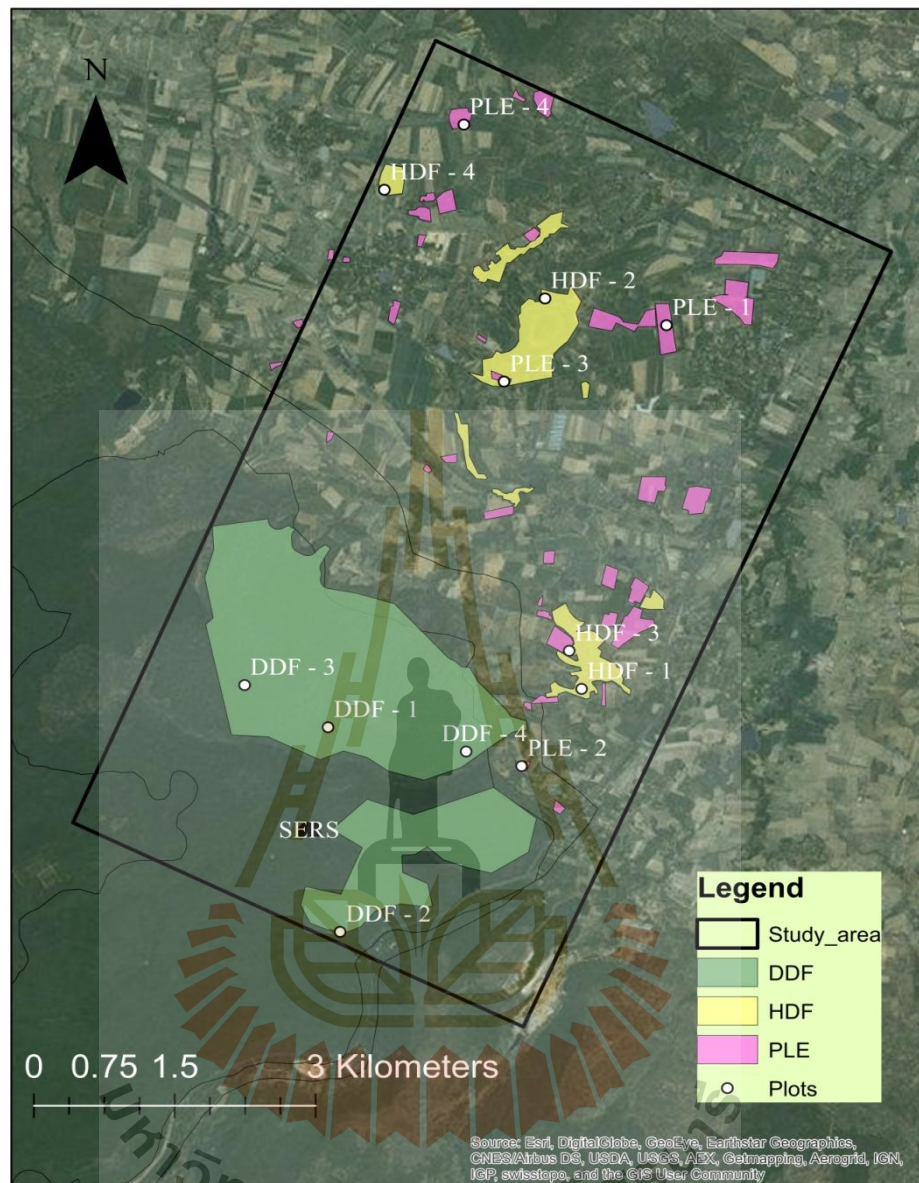 N
PLE - 4
HDF - 4
HDF - 2
PLE - 1
PLE - 3
HDF - 3
HDF - 1
DDF - 3
DDF - 1
DDF - 4
PLE - 2
SERS
DDF - 2
Legend
Study_area
DDF
HDF
PLE
Plots
0 0.75 1.5 3 Kilometers
Source: Esri, DigitalGlobe, GeoEye, Earthstar Geographics,
CNES/Airbus DS, USDA, USGS, AEX, Getmapping, Aerogrid, IGN,
IGP, swisstopo, and the GIS User Community